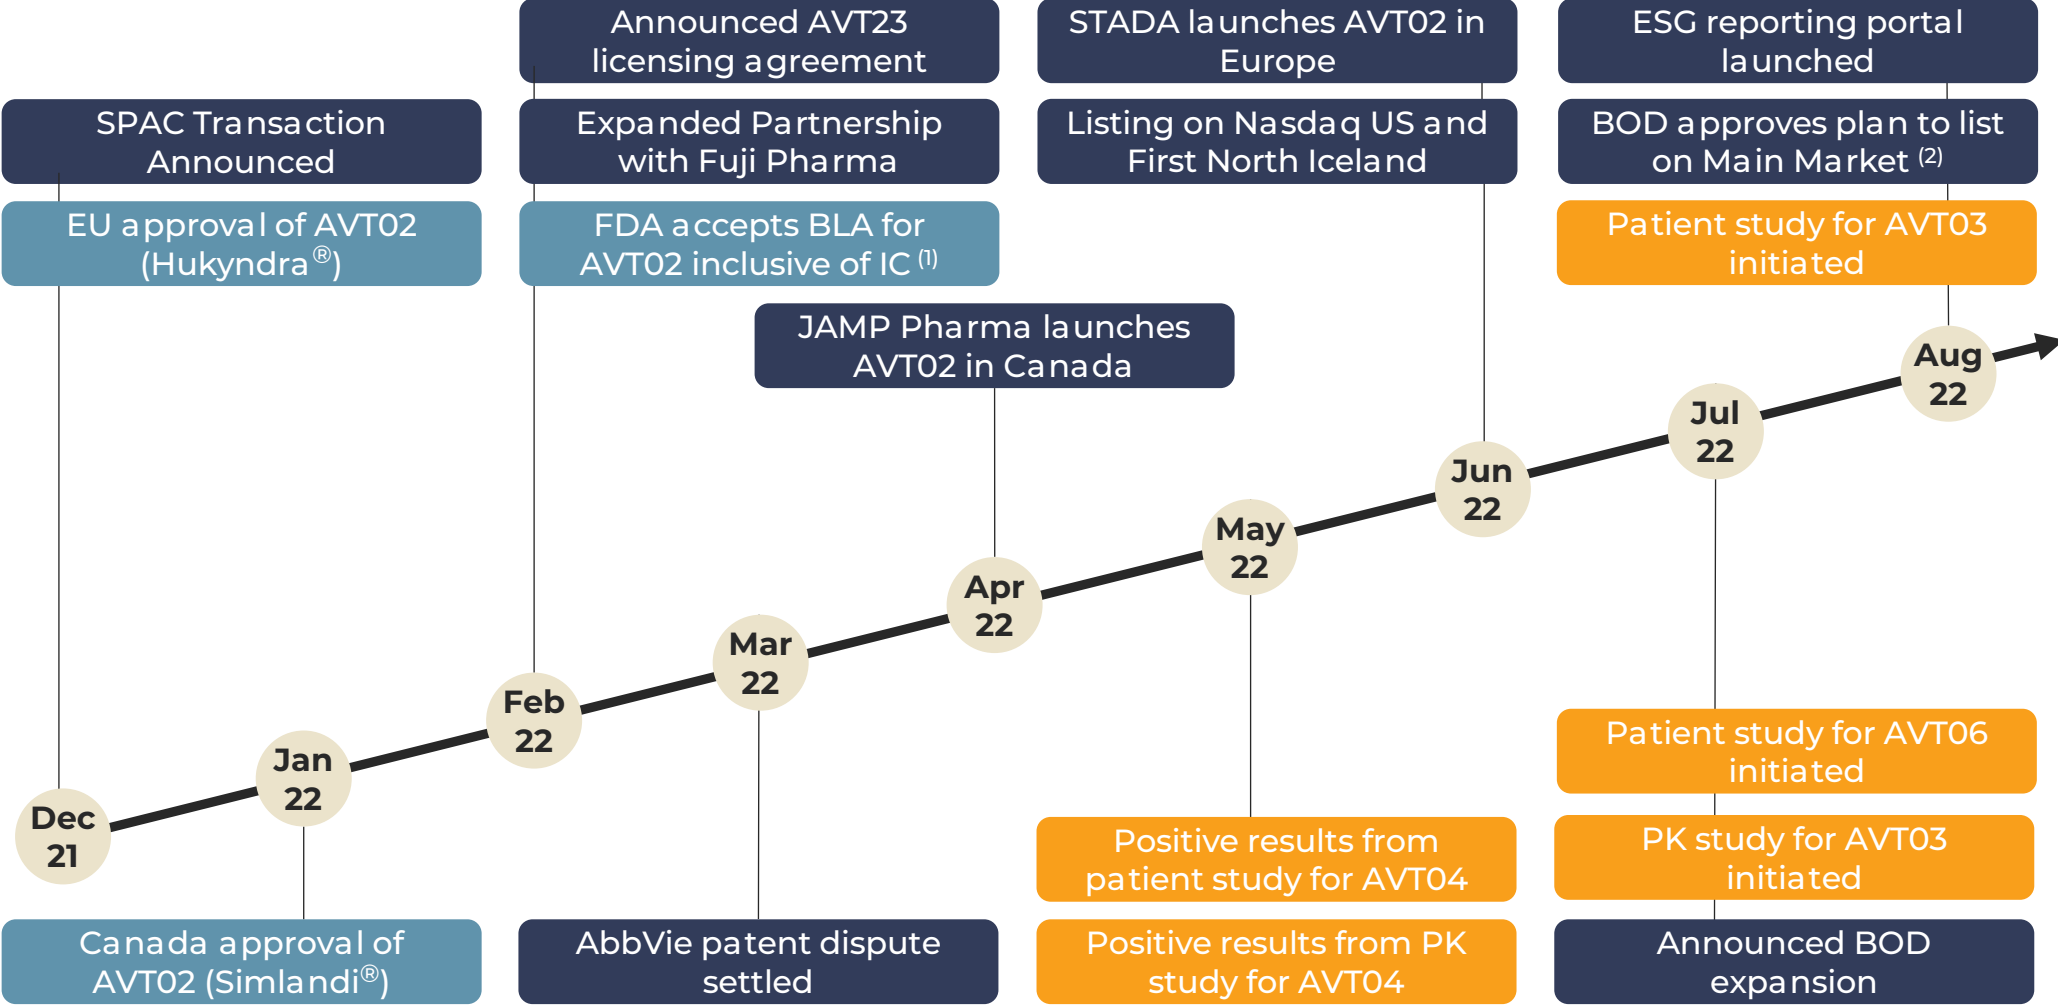 Announced AVT23
licensing agreement
STADA launches AVT02 in
Europe
ESG reporting portal
launched
SPAC Transaction
Announced
Expanded Partnership
with Fuji Pharma
Listing on Nasdaq US and
First North Iceland
BOD approves plan to list
on Main Market (2)
EU approval of AVT02
(Hukyndra®)
FDA accepts BLA for
AVT02 inclusive of IC (1)
Patient study for AVT03
initiated
JAMP Pharma launches
AVT02 in Canada
Aug
22
Jul
22
Jun
22
May
22
Apr
22
Mar
22
Feb
22
Jan
22
Dec
21
Patient study for AVT06
initiated
Positive results from
patient study for AVT04
PK study for AVT03
initiated
Canada approval of
AVT02 (Simlandi®)
AbbVie patent dispute
settled
Positive results from PK
study for AVT04
Announced BOD
expansion